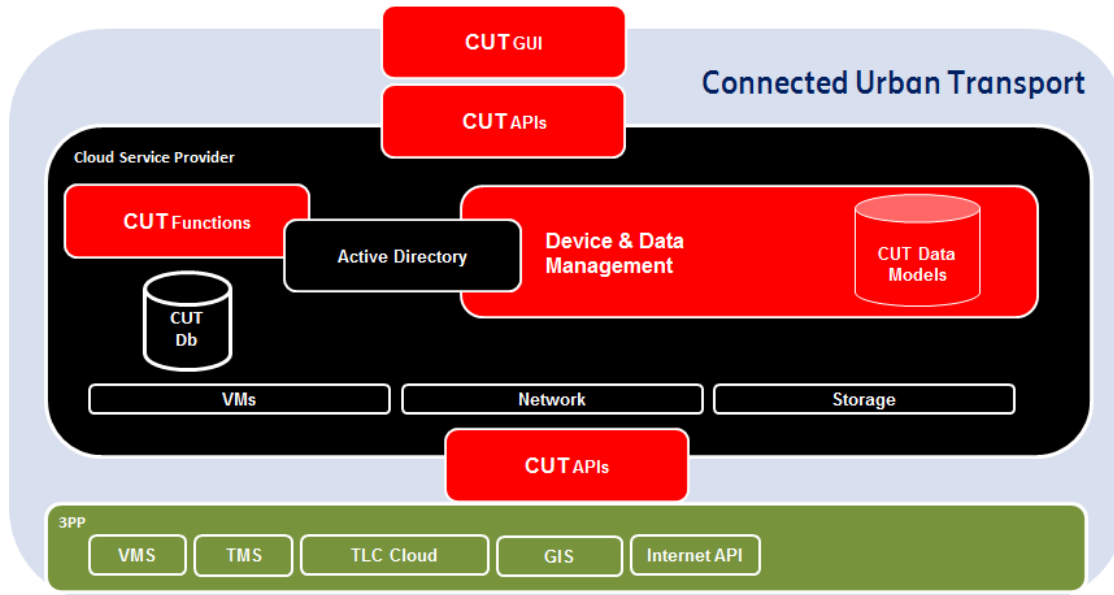 CUT GUI
Connected Urban Transport
CUT APIs
Cloud Service Provider
CUT Functions
Active Directory
Device & Data
Management
CUT Data
Models
CUT
Db
VMs
Network
Storage
CUT APIs
3PP
VMS
TMS
TLC Cloud
GIS
Internet API